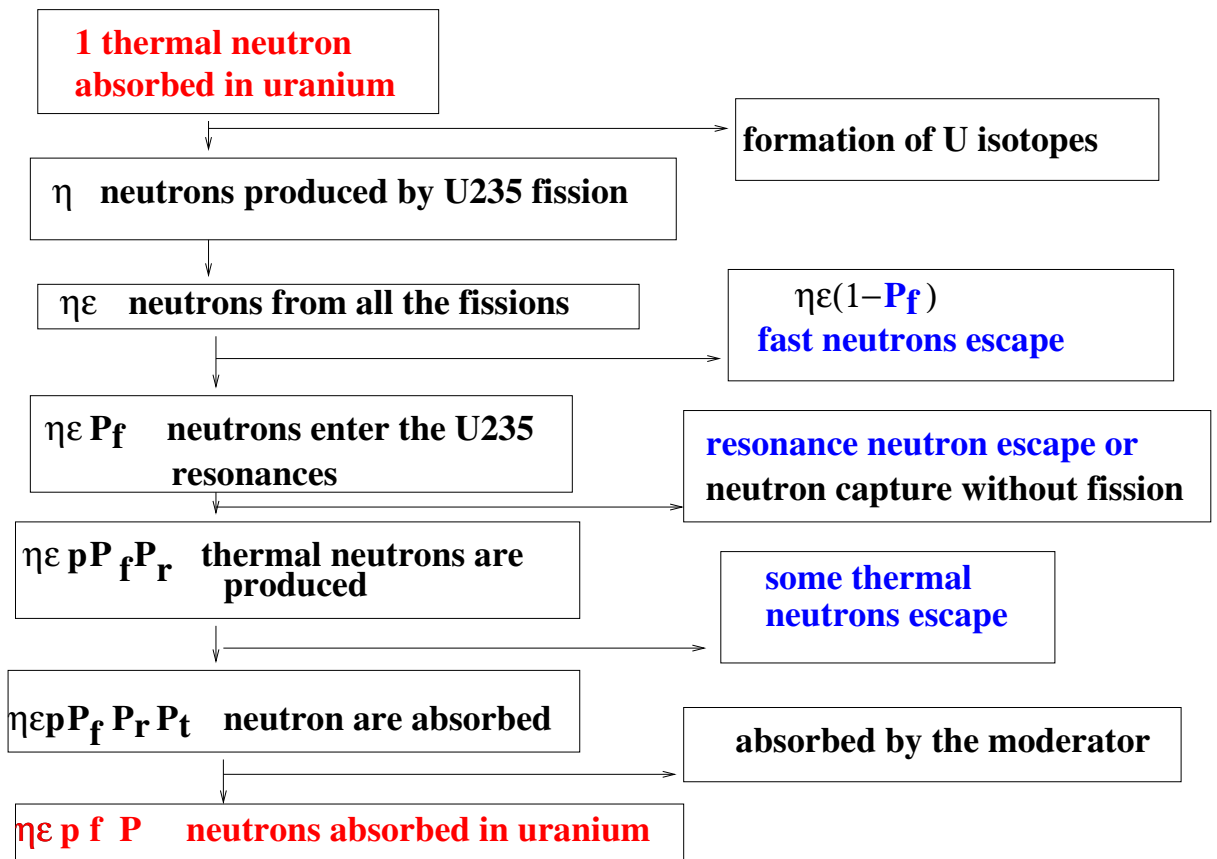 1 thermal neutron
absorbed in uranium
formation of U isotopes
η neutrons produced by U235 fission
ηε neutrons from all the fissions
ηε(1−Pf)
fast neutrons escape
ηε Pf neutrons enter the U235
resonances
resonance neutron escape or
neutron capture without fission
ηε pP fPr thermal neutrons are
produced
some thermal
neutrons escape
ηεpPf Pr Pt neutron are absorbed
absorbed by the moderator
ηε p f P neutrons absorbed in uranium